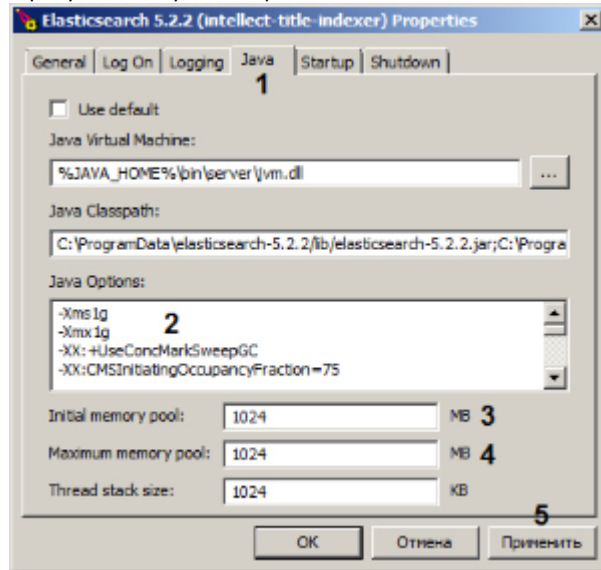 Elasticsearch 5.2.2 (intellect-title-indexer) Properties
General Log On Logging Java Startup Shutdown
1
Use default
Java Virtual Machine:
%JAVA_HOME%\bin\server\jvm.dll ...
Java Classpath:
C:\ProgramData\elasticsearch-5.2.2/lib/elasticsearch-5.2.2.jar;C:\Progra
Java Options:
-Xms1g
-Xmx1g 2
-XX:+UseConcMarkSweepGC
-XX:CMSInitiatingOccupancyFraction=75
Initial memory pool: 1024 MB 3
Maximum memory pool: 1024 MB 4
Thread stack size: 1024 KB
5
OK Отмена Применить